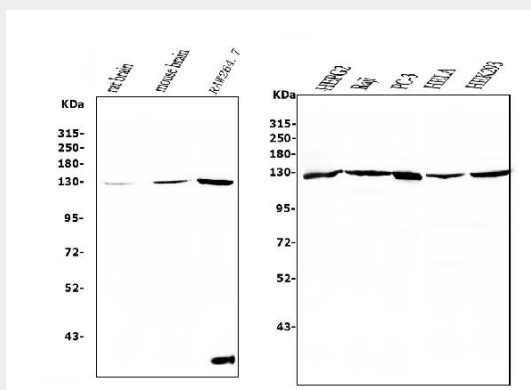 rat brain
mouse brain
RAW264.7
KDa
315-
250-
180-
130-
95-
72-
52-
43-
HEPG2
Raji
PC-3
HELA
HEK293
KDa
315-
250-
180-
130-
95-
72-
52-
43-